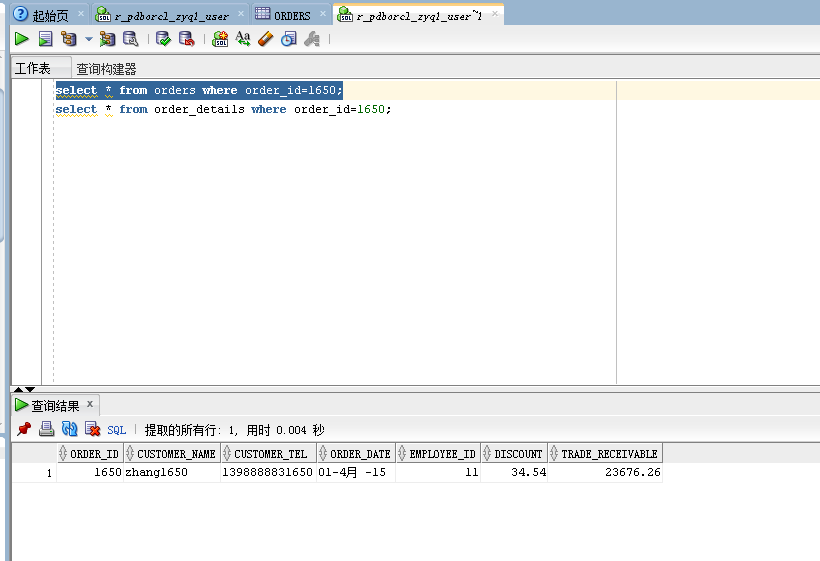 起始页 r_pdborcl_zyq1_user ORDERS r_pdborcl_zyq1_user~1
工作表 查询构建器
select * from orders where order_id=1650;
select * from order_details where order_id=1650;
查询结果
SQL 提取的所有行: 1, 用时 0.004 秒
ORDER_ID CUSTOMER_NAME CUSTOMER_TEL ORDER_DATE EMPLOYEE_ID DISCOUNT TRADE_RECEIVABLE
1 1650 zhang1650 1398888831650 01-4月 -15 11 34.54 23676.26